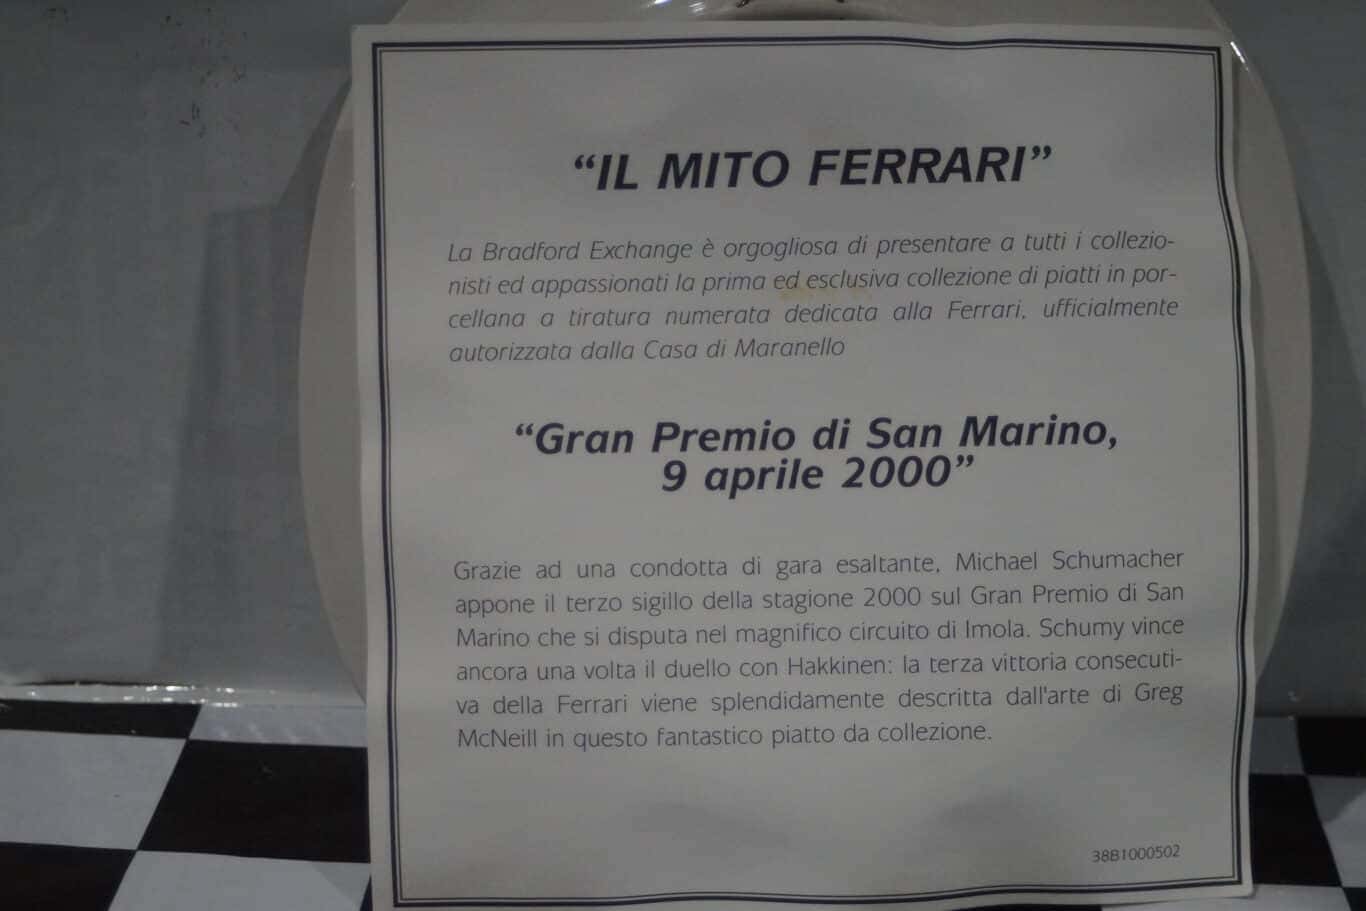 “IL MITO FERRARI”
La Bradford Exchange è orgogliosa di presentare a tutti i collezio-
nisti ed appassionati la prima ed esclusiva collezione di piatti in por-
cellana a tiratura numerata dedicata alla Ferrari, ufficialmente
autorizzata dalla Casa di Maranello
“Gran Premio di San Marino,
9 aprile 2000”
Grazie ad una condotta di gara esaltante, Michael Schumacher
appone il terzo sigillo della stagione 2000 sul Gran Premio di San
Marino che si disputa nel magnifico circuito di Imola. Schumy vince
ancora una volta il duello con Hakkinen: la terza vittoria consecuti-
va della Ferrari viene splendidamente descritta dall'arte di Greg
McNeill in questo fantastico piatto da collezione.
38B1000502